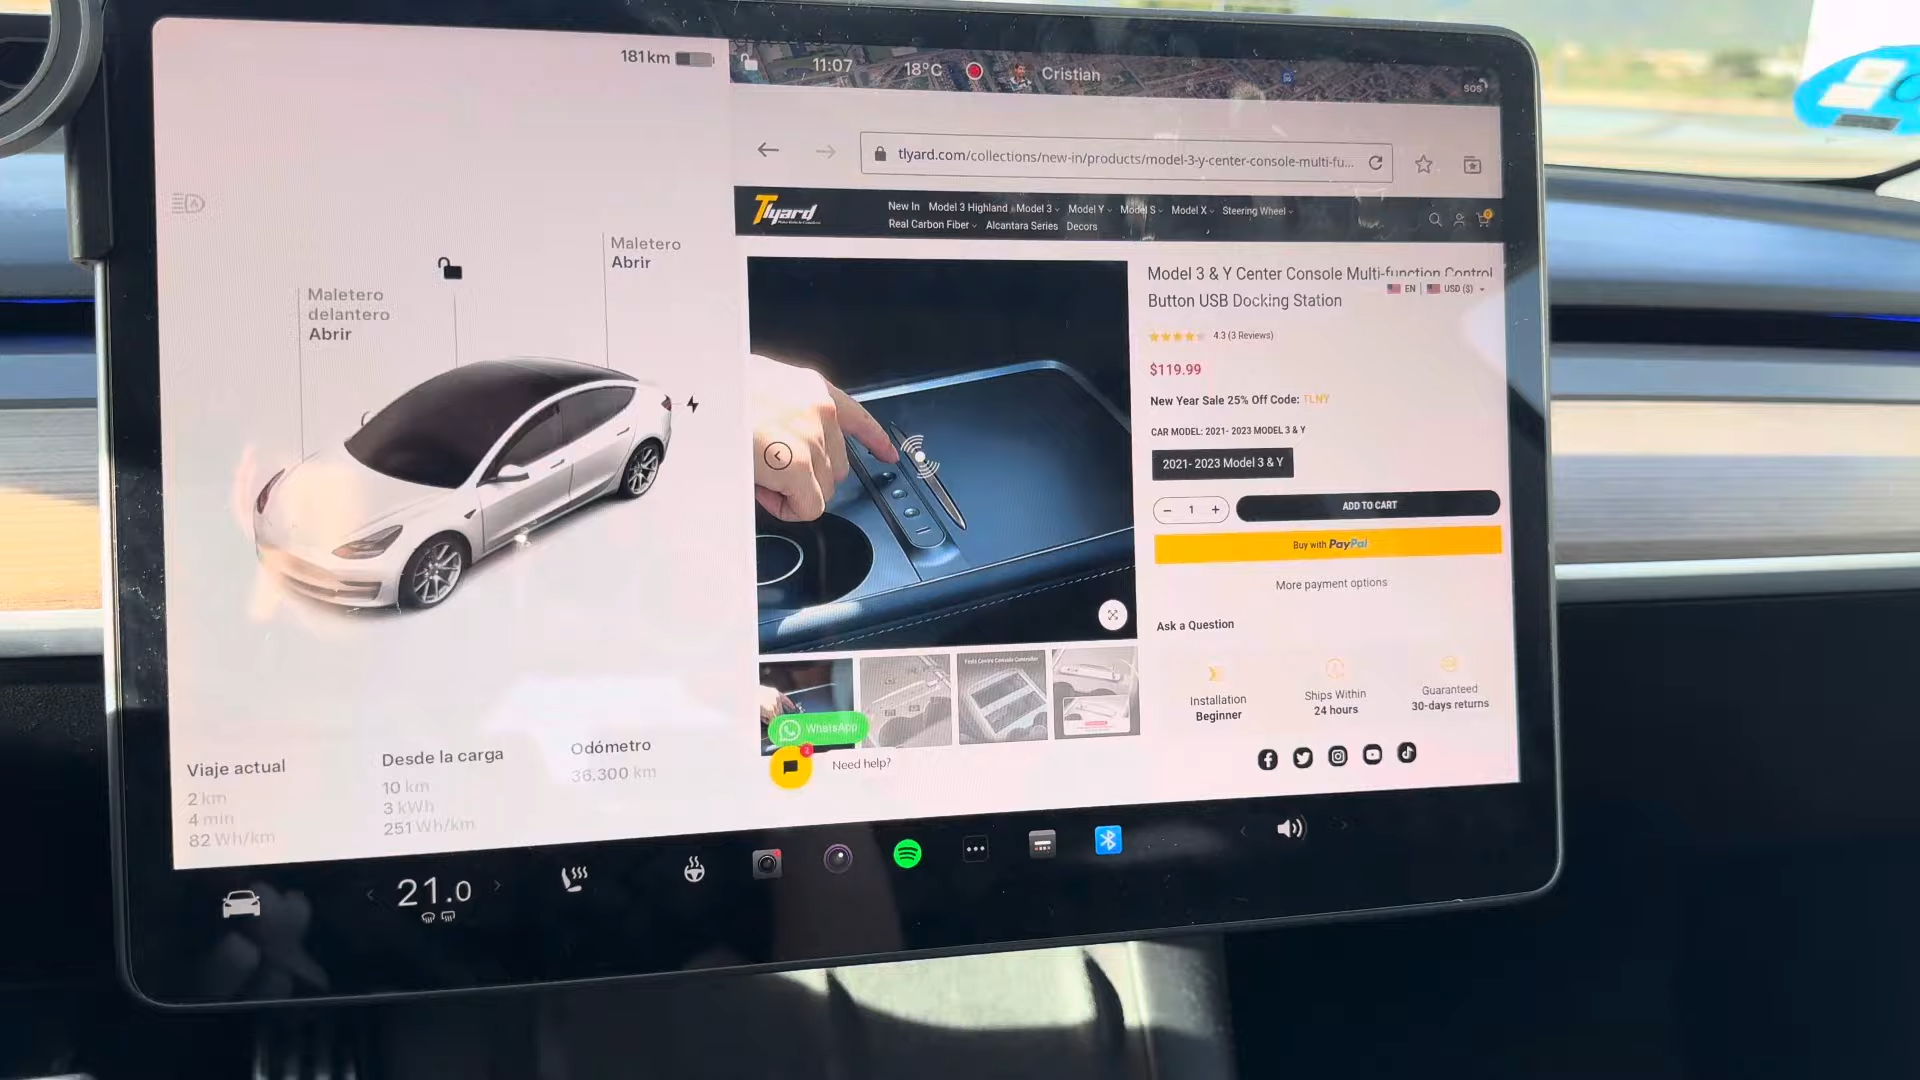 181 km
11:07
18°C
Cristian
SOS
tlyard.com/collections/new-in/products/model-3-y-center-console-multi-fu...
Tlyard
New In Model 3 Highland Model 3 Model Y Model S Model X Steering Wheel
Real Carbon Fiber Alcantara Series Decors
0
Maletero
Abrir
Maletero
delantero
Abrir
Model 3 & Y Center Console Multi-function Control
Button USB Docking Station
EN USD ($)
4.3 (3 Reviews)
$119.99
New Year Sale 25% Off Code: TLNY
CAR MODEL: 2021- 2023 MODEL 3 & Y
2021- 2023 Model 3 & Y
− 1 +
ADD TO CART
Buy with PayPal
More payment options
Ask a Question
Installation
Beginner
Ships Within
24 hours
Guaranteed
30-days returns
WhatsApp
2
Need help?
Viaje actual
2 km
4 min
82 Wh/km
Desde la carga
10 km
3 kWh
251 Wh/km
Odómetro
36.300 km
21.0